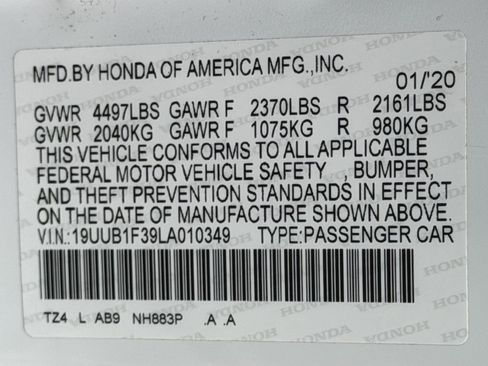 MFD.BY HONDA OF AMERICA MFG.,INC.
01/'20
GVWR 4497LBS GAWR F 2370LBS R 2161LBS
GVWR 2040KG GAWR F 1075KG R 980KG
THIS VEHICLE CONFORMS TO ALL APPLICABLE
FEDERAL MOTOR VEHICLE SAFETY , BUMPER,
AND THEFT PREVENTION STANDARDS IN EFFECT
ON THE DATE OF MANUFACTURE SHOWN ABOVE.
V.I.N.:19UUB1F39LA010349 TYPE:PASSENGER CAR
TZ4 L AB9 NH883P .A .A